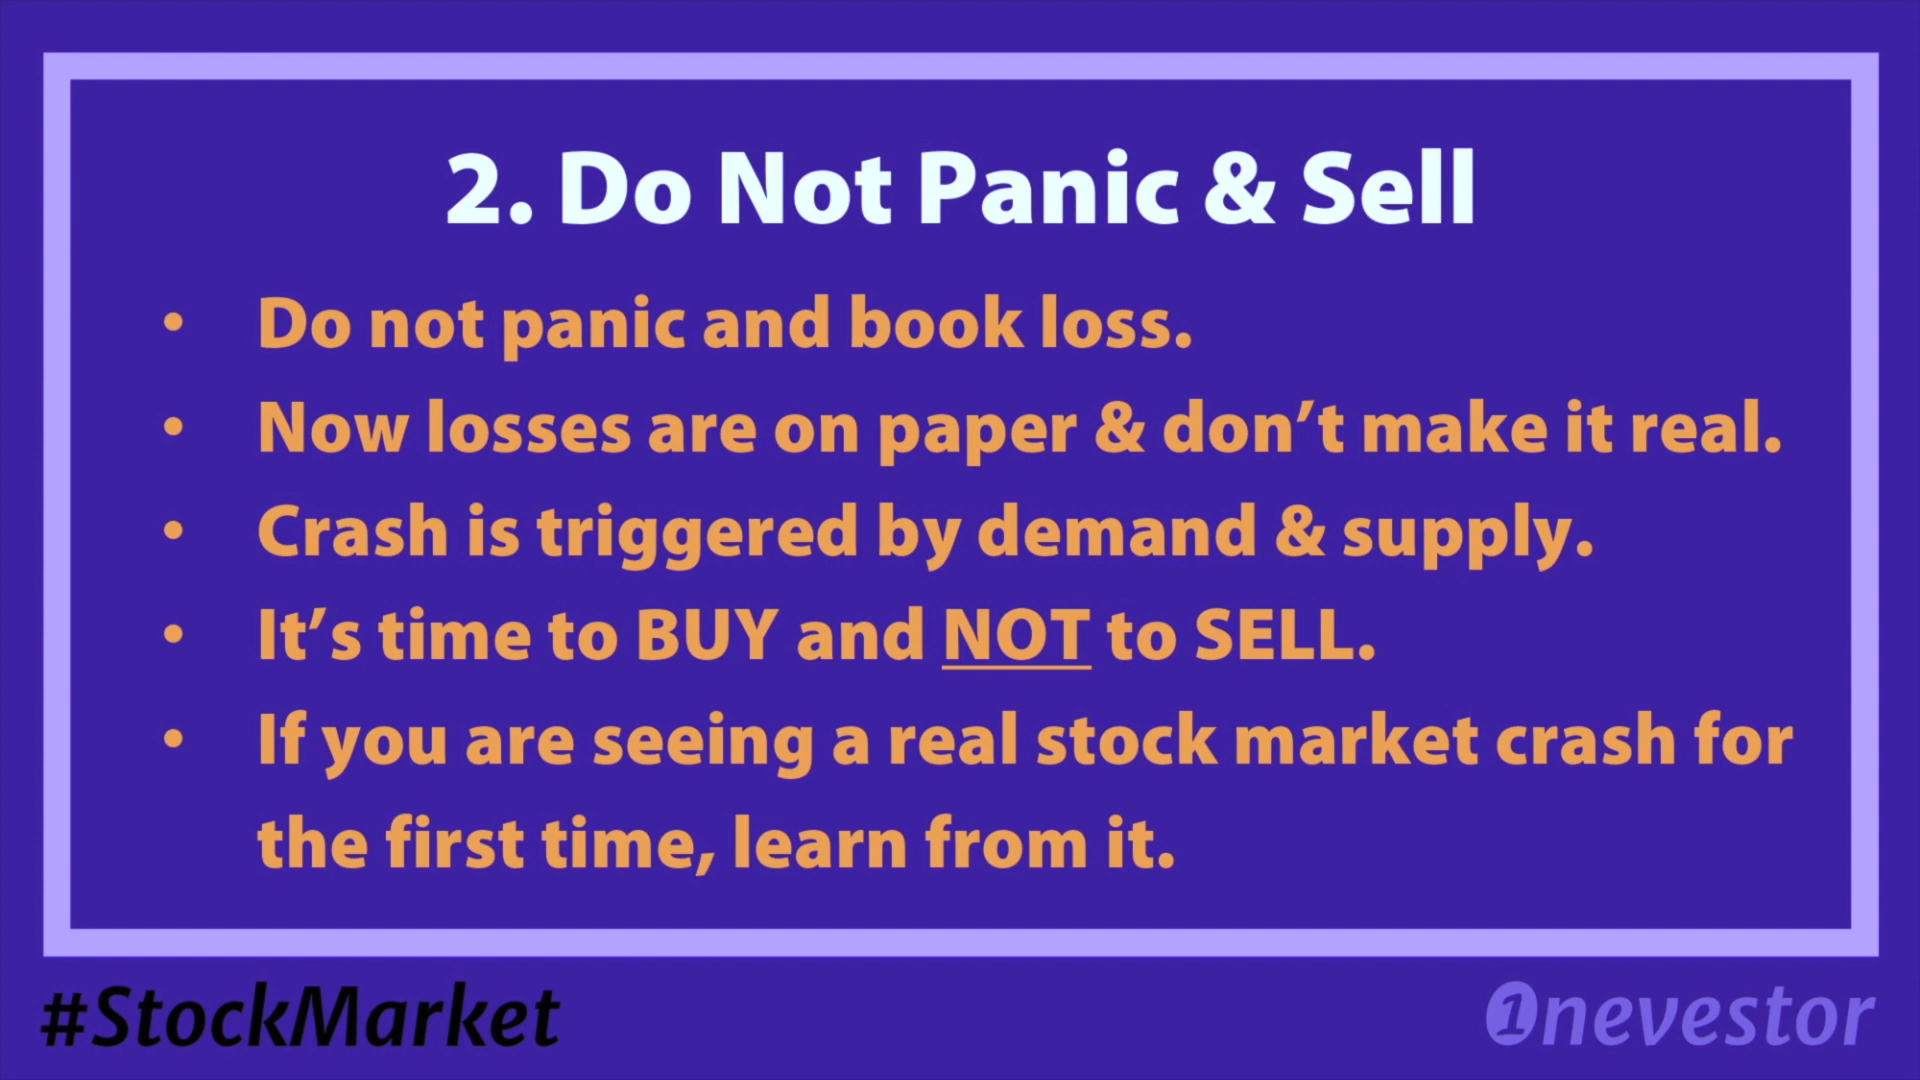 2. Do Not Panic & Sell
• Do not panic and book loss.
• Now losses are on paper & don’t make it real.
• Crash is triggered by demand & supply.
• It’s time to BUY and NOT to SELL.
• If you are seeing a real stock market crash for
the first time, learn from it.
#StockMarket
1nevestor